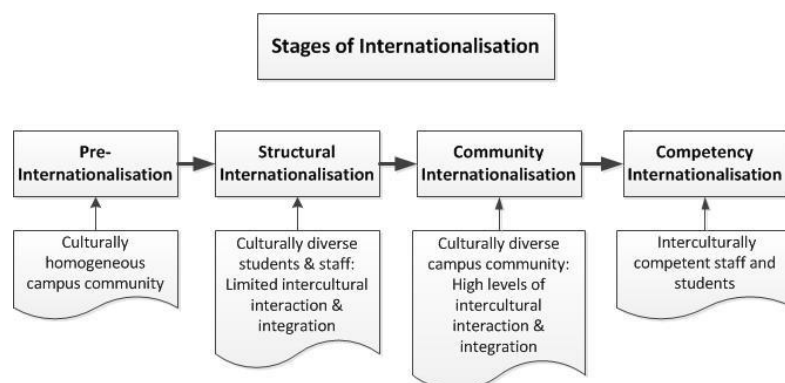 Stages of Internationalisation
Pre-
Internationalisation
Structural
Internationalisation
Community
Internationalisation
Competency
Internationalisation
Culturally
homogeneous
campus community
Culturally diverse
students & staff:
Limited intercultural
interaction &
integration
Culturally diverse
campus community:
High levels of
intercultural
interaction &
integration
Interculturally
competent staff and
students